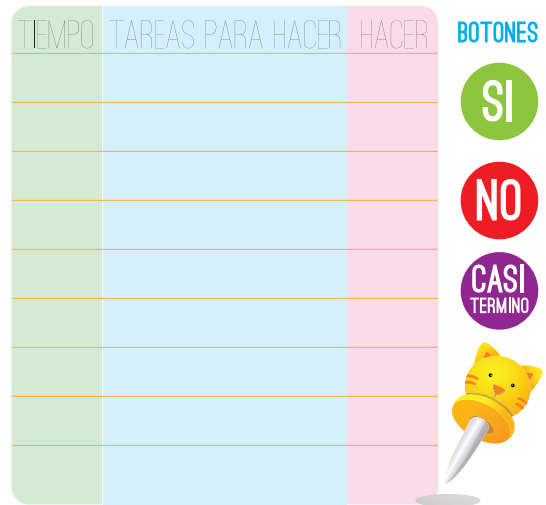 TIEMPO TAREAS PARA HACER HACER
BOTONES
SI
NO
CASI
TERMINO